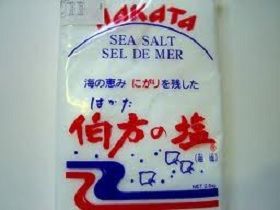 HAKATA
SEA SALT
SEL DE MER
海の恵み にがりを残した
はかた
伯方の塩